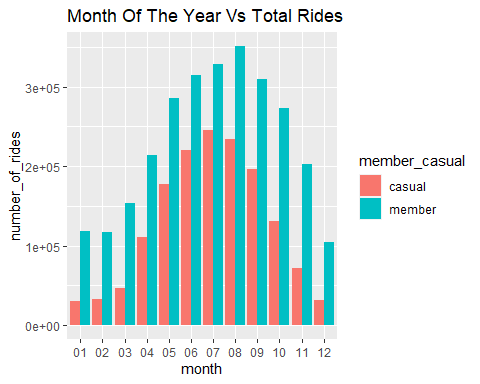 Month Of The Year Vs Total Rides
number_of_rides
3e+05
2e+05
1e+05
0e+00
01 02 03 04 05 06 07 08 09 10 11 12
month
member_casual
casual
member